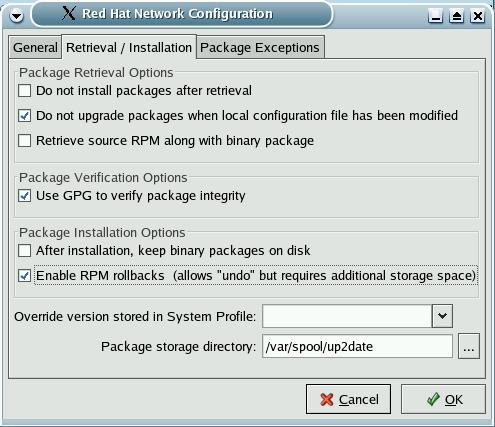 Red Hat Network Configuration
General Retrieval / Installation Package Exceptions
Package Retrieval Options
Do not install packages after retrieval
Do not upgrade packages when local configuration file has been modified
Retrieve source RPM along with binary package
Package Verification Options
Use GPG to verify package integrity
Package Installation Options
After installation, keep binary packages on disk
Enable RPM rollbacks (allows "undo" but requires additional storage space)
Override version stored in System Profile:
Package storage directory: /var/spool/up2date ...
Cancel OK